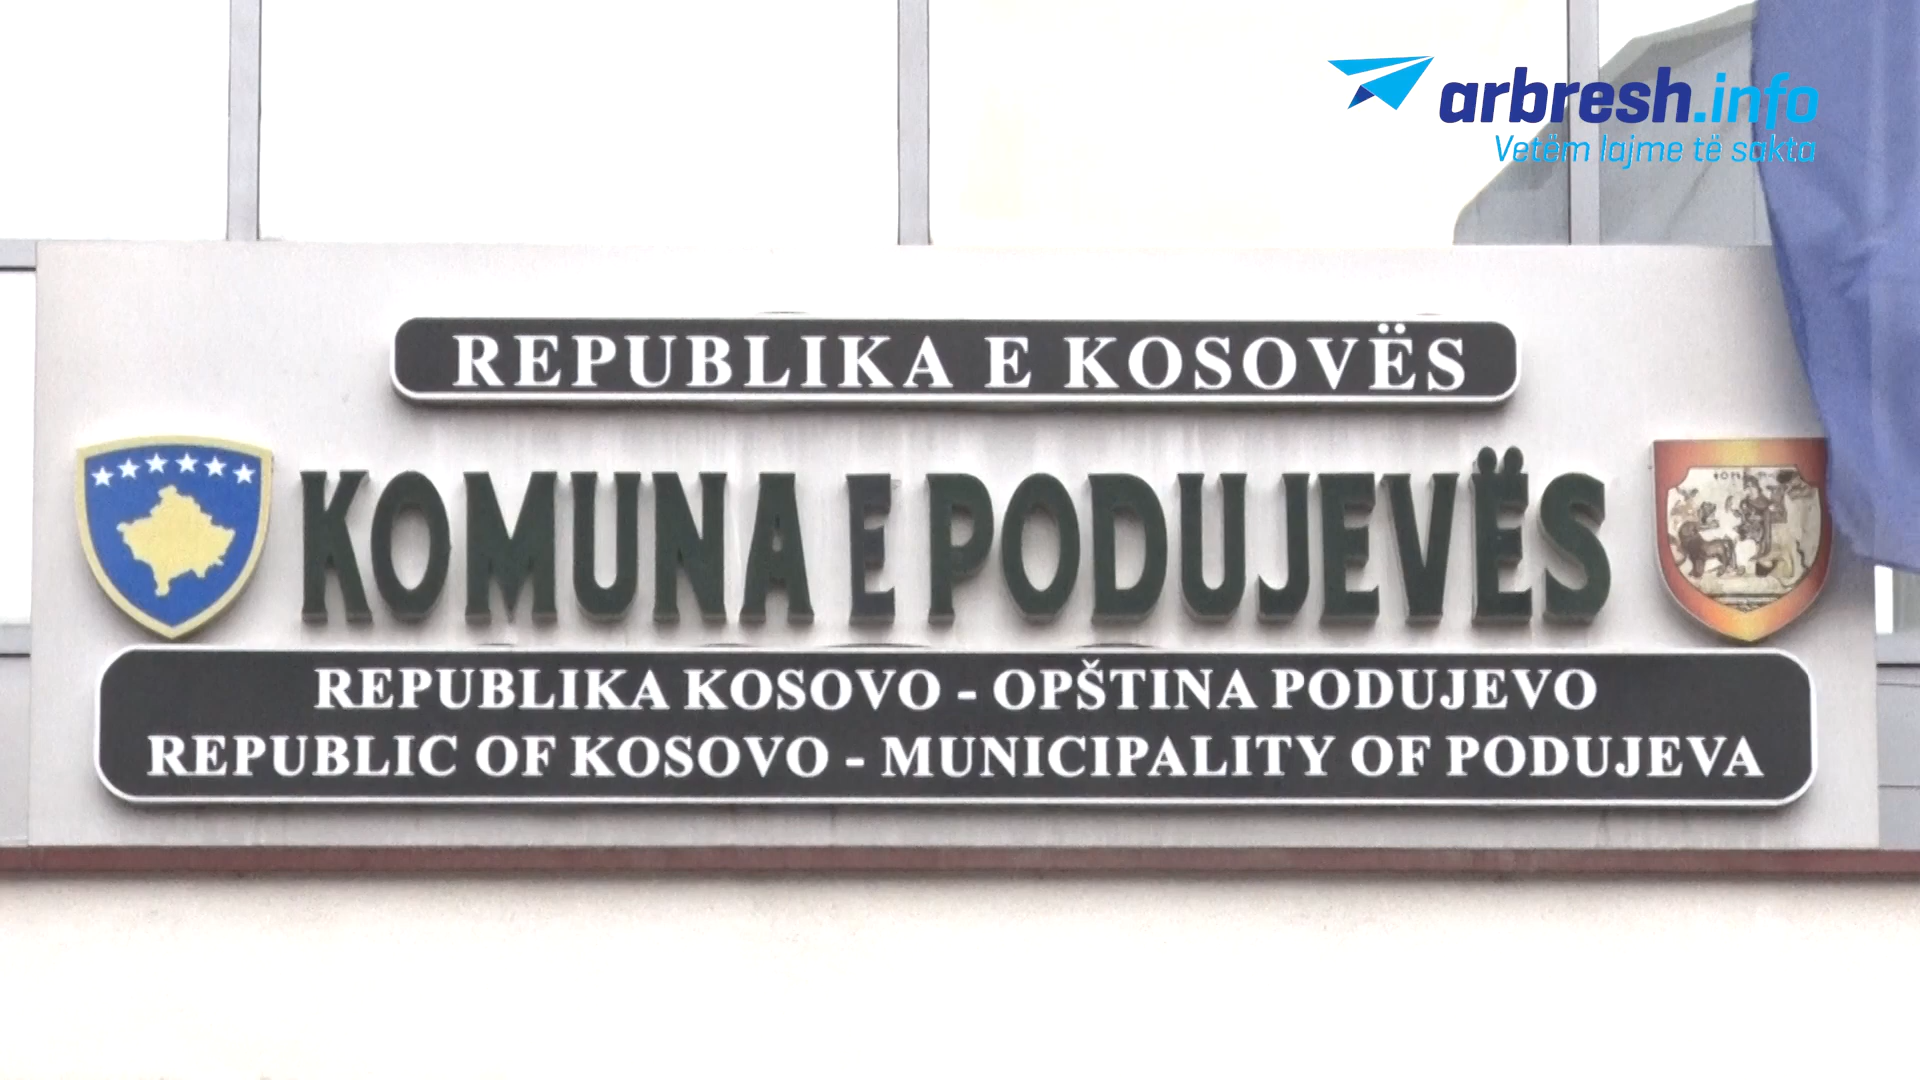 arbresh.info
Vetëm lajme të sakta
REPUBLIKA E KOSOVËS
KOMUNA E PODUJEVËS
REPUBLIKA KOSOVO - OPŠTINA PODUJEVO
REPUBLIC OF KOSOVO - MUNICIPALITY OF PODUJEVA